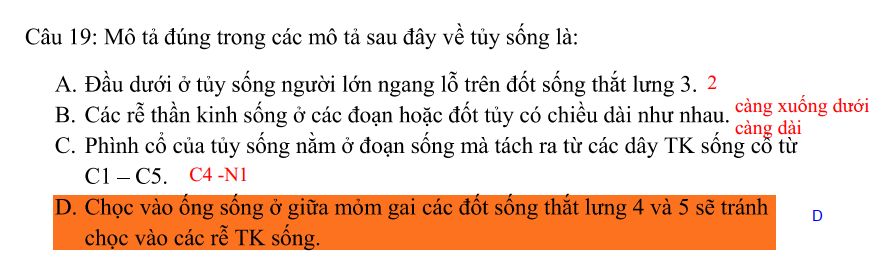 Câu 19: Mô tả đúng trong các mô tả sau đây về tủy sống là:
A. Đầu dưới ở tủy sống người lớn ngang lỗ trên đốt sống thắt lưng 3. 2
B. Các rễ thần kinh sống ở các đoạn hoặc đốt tủy có chiều dài như nhau. càng xuống dưới
càng dài
C. Phình cổ của tủy sống nằm ở đoạn sống mà tách ra từ các dây TK sống cổ từ
C1 – C5. C4 -N1
D. Chọc vào ống sống ở giữa mỏm gai các đốt sống thắt lưng 4 và 5 sẽ tránh D
chọc vào các rễ TK sống.